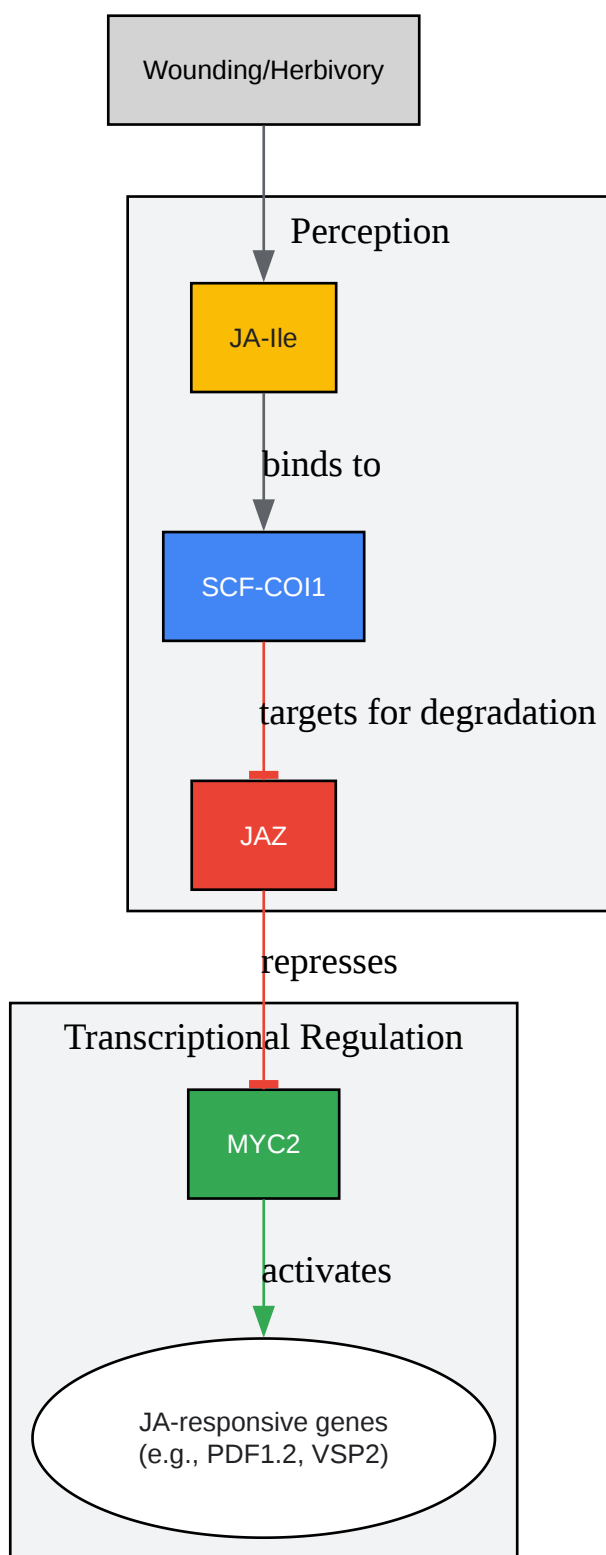 Wounding/Herbivory
Perception
JA-Ile
binds to
SCF-COI1
targets for degradation
JAZ
represses
Transcriptional Regulation
MYC2
activates
JA-responsive genes
(e.g., PDF1.2, VSP2)